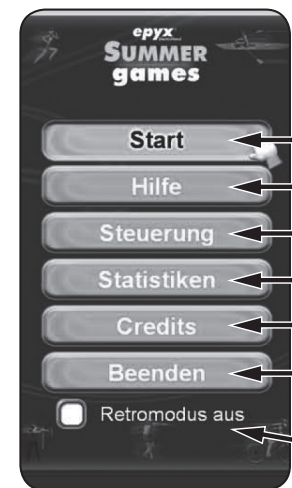 epyx
SUMMER
games
Start
Hilfe
Steuerung
Statistiken
Credits
Beenden
Retromodus aus